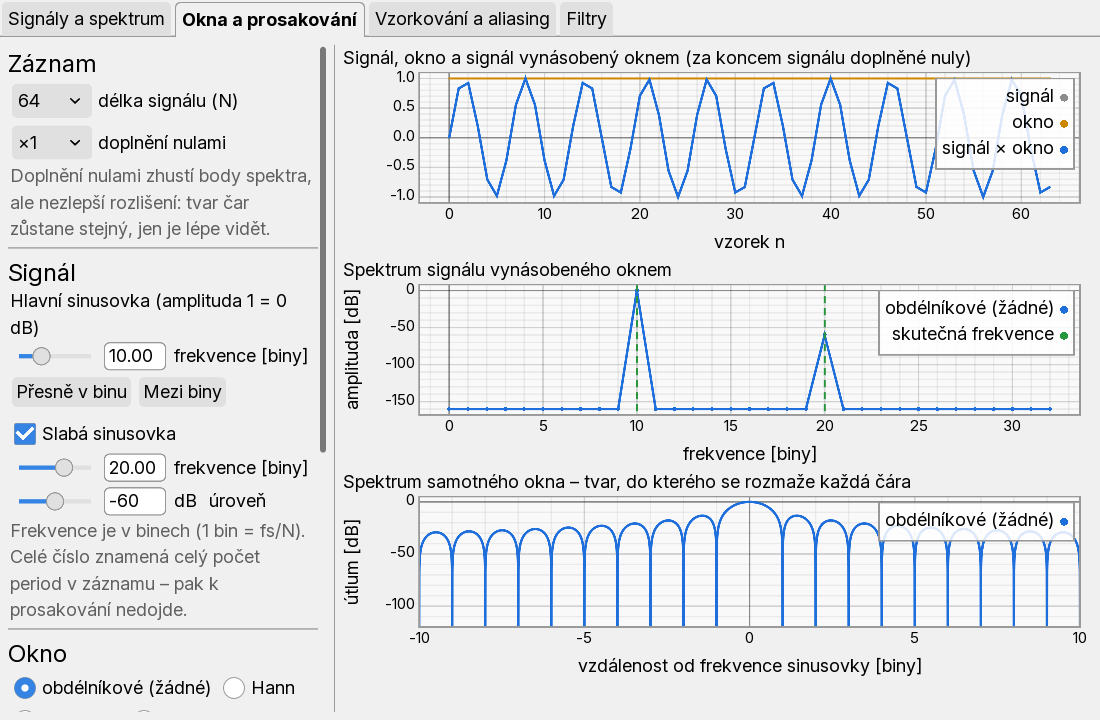 Signály a spektrum
Okna a prosakování
Vzorkování a aliasing
Filtry
Záznam
64
délka signálu (N)
×1
doplnění nulami
Doplnění nulami zhustí body spektra,
ale nezlepší rozlišení: tvar čar
zůstane stejný, jen je lépe vidět.
Signál
Hlavní sinusovka (amplituda 1 = 0
dB)
10.00
frekvence [biny]
Přesně v binu
Mezi biny
Slabá sinusovka
20.00
frekvence [biny]
-60
dB úroveň
Frekvence je v binech (1 bin = fs/N).
Celé číslo znamená celý počet
period v záznamu – pak k
prosakování nedojde.
Okno
obdélníkové (žádné)
Hann
Signál, okno a signál vynásobený oknem (za koncem signálu doplněné nuly)
1.0
0.5
0.0
-0.5
-1.0
signál
okno
signál × okno
0 10 20 30 40 50 60
vzorek n
Spektrum signálu vynásobeného oknem
amplituda [dB]
0
-50
-100
-150
obdélníkové (žádné)
skutečná frekvence
0 5 10 15 20 25 30
frekvence [biny]
Spektrum samotného okna – tvar, do kterého se rozmaže každá čára
útlum [dB]
0
-50
-100
obdélníkové (žádné)
-10 -5 0 5 10
vzdálenost od frekvence sinusovky [biny]